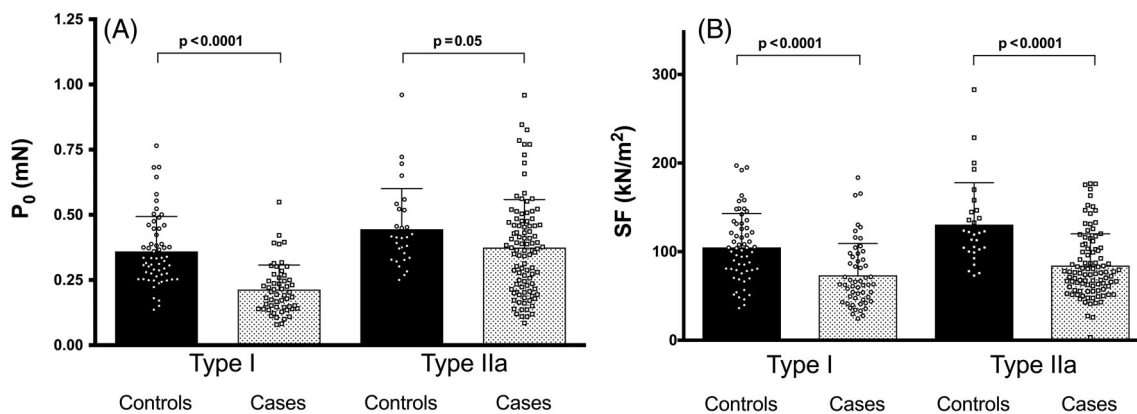 (A)
P₀ (mN)
1.25
1.00
0.75
0.50
0.25
0.00
p<0.0001
p=0.05
Type I
Type IIa
Controls Cases Controls Cases
(B)
SF (kN/m²)
300
200
100
0
p<0.0001
p<0.0001
Type I
Type IIa
Controls Cases Controls Cases